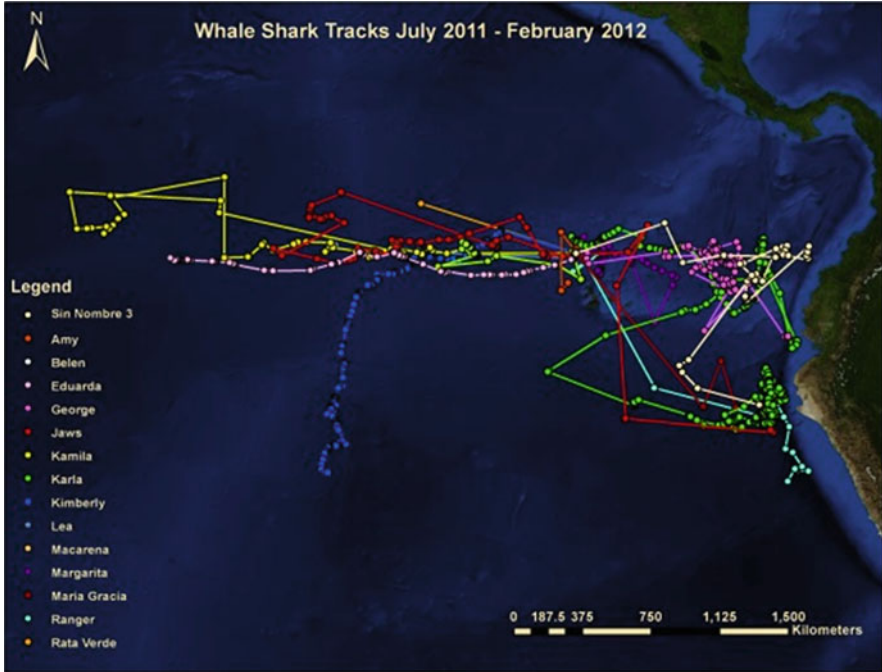 N
Whale Shark Tracks July 2011 - February 2012
Legend
Sin Nombre 3
Amy
Belen
Eduarda
George
Jaws
Kamila
Karla
Kimberly
Lea
Macarena
Margarita
Maria Gracia
Ranger
Rata Verde
0 187.5 375 750 1,125 1,500
Kilometers